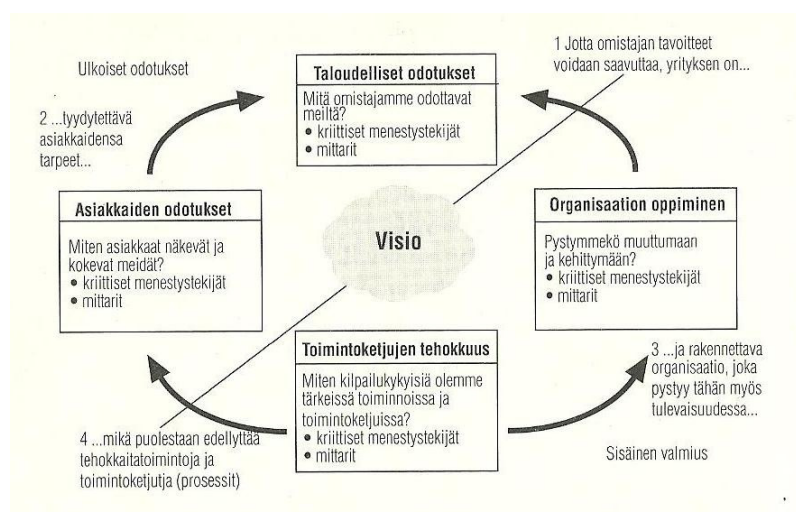 Ulkoiset odotukset
1 Jotta omistajan tavoitteet
voidaan saavuttaa, yrityksen on...
Taloudelliset odotukset
Mitä omistajamme odottavat
meiltä?
• kriittiset menestystekijät
• mittarit
2 ...tyydytettävä
asiakkaidensa
tarpeet...
Asiakkaiden odotukset
Miten asiakkaat näkevät ja
kokevat meidät?
• kriittiset menestystekijät
• mittarit
Visio
Organisaation oppiminen
Pystymmekö muuttumaan
ja kehittymään?
• kriittiset menestystekijät
• mittarit
Toimintoketjujen tehokkuus
Miten kilpailukykyisiä olemme
tärkeissä toiminnoissa ja
toimintoketjuissa?
• kriittiset menestystekijät
• mittarit
3 ...ja rakennettava
organisaatio, joka
pystyy tähän myös
tulevaisuudessa...
4 ...mikä puolestaan edellyttää
tehokkaitatoimintoja ja
toimintoketjutja (prosessit)
Sisäinen valmius